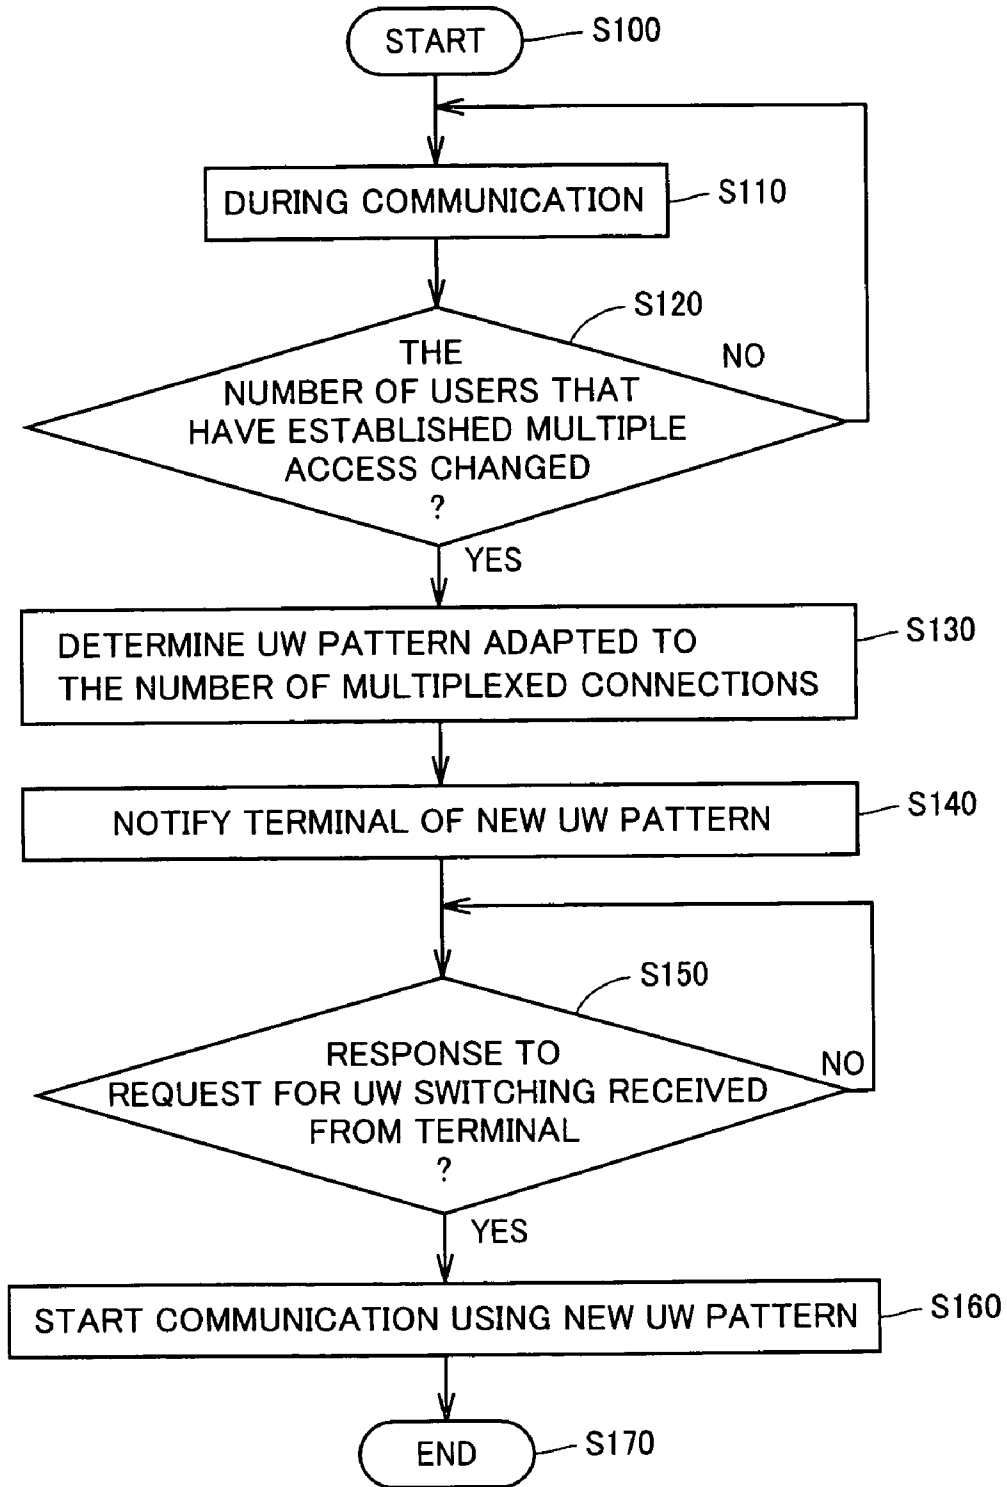 START
S100
DURING COMMUNICATION
S110
S120
THE
NUMBER OF USERS THAT
HAVE ESTABLISHED MULTIPLE
ACCESS CHANGED
?
NO
YES
DETERMINE UW PATTERN ADAPTED TO
THE NUMBER OF MULTIPLEXED CONNECTIONS
S130
NOTIFY TERMINAL OF NEW UW PATTERN
S140
S150
RESPONSE TO
REQUEST FOR UW SWITCHING RECEIVED
FROM TERMINAL
?
NO
YES
START COMMUNICATION USING NEW UW PATTERN
S160
END
S170